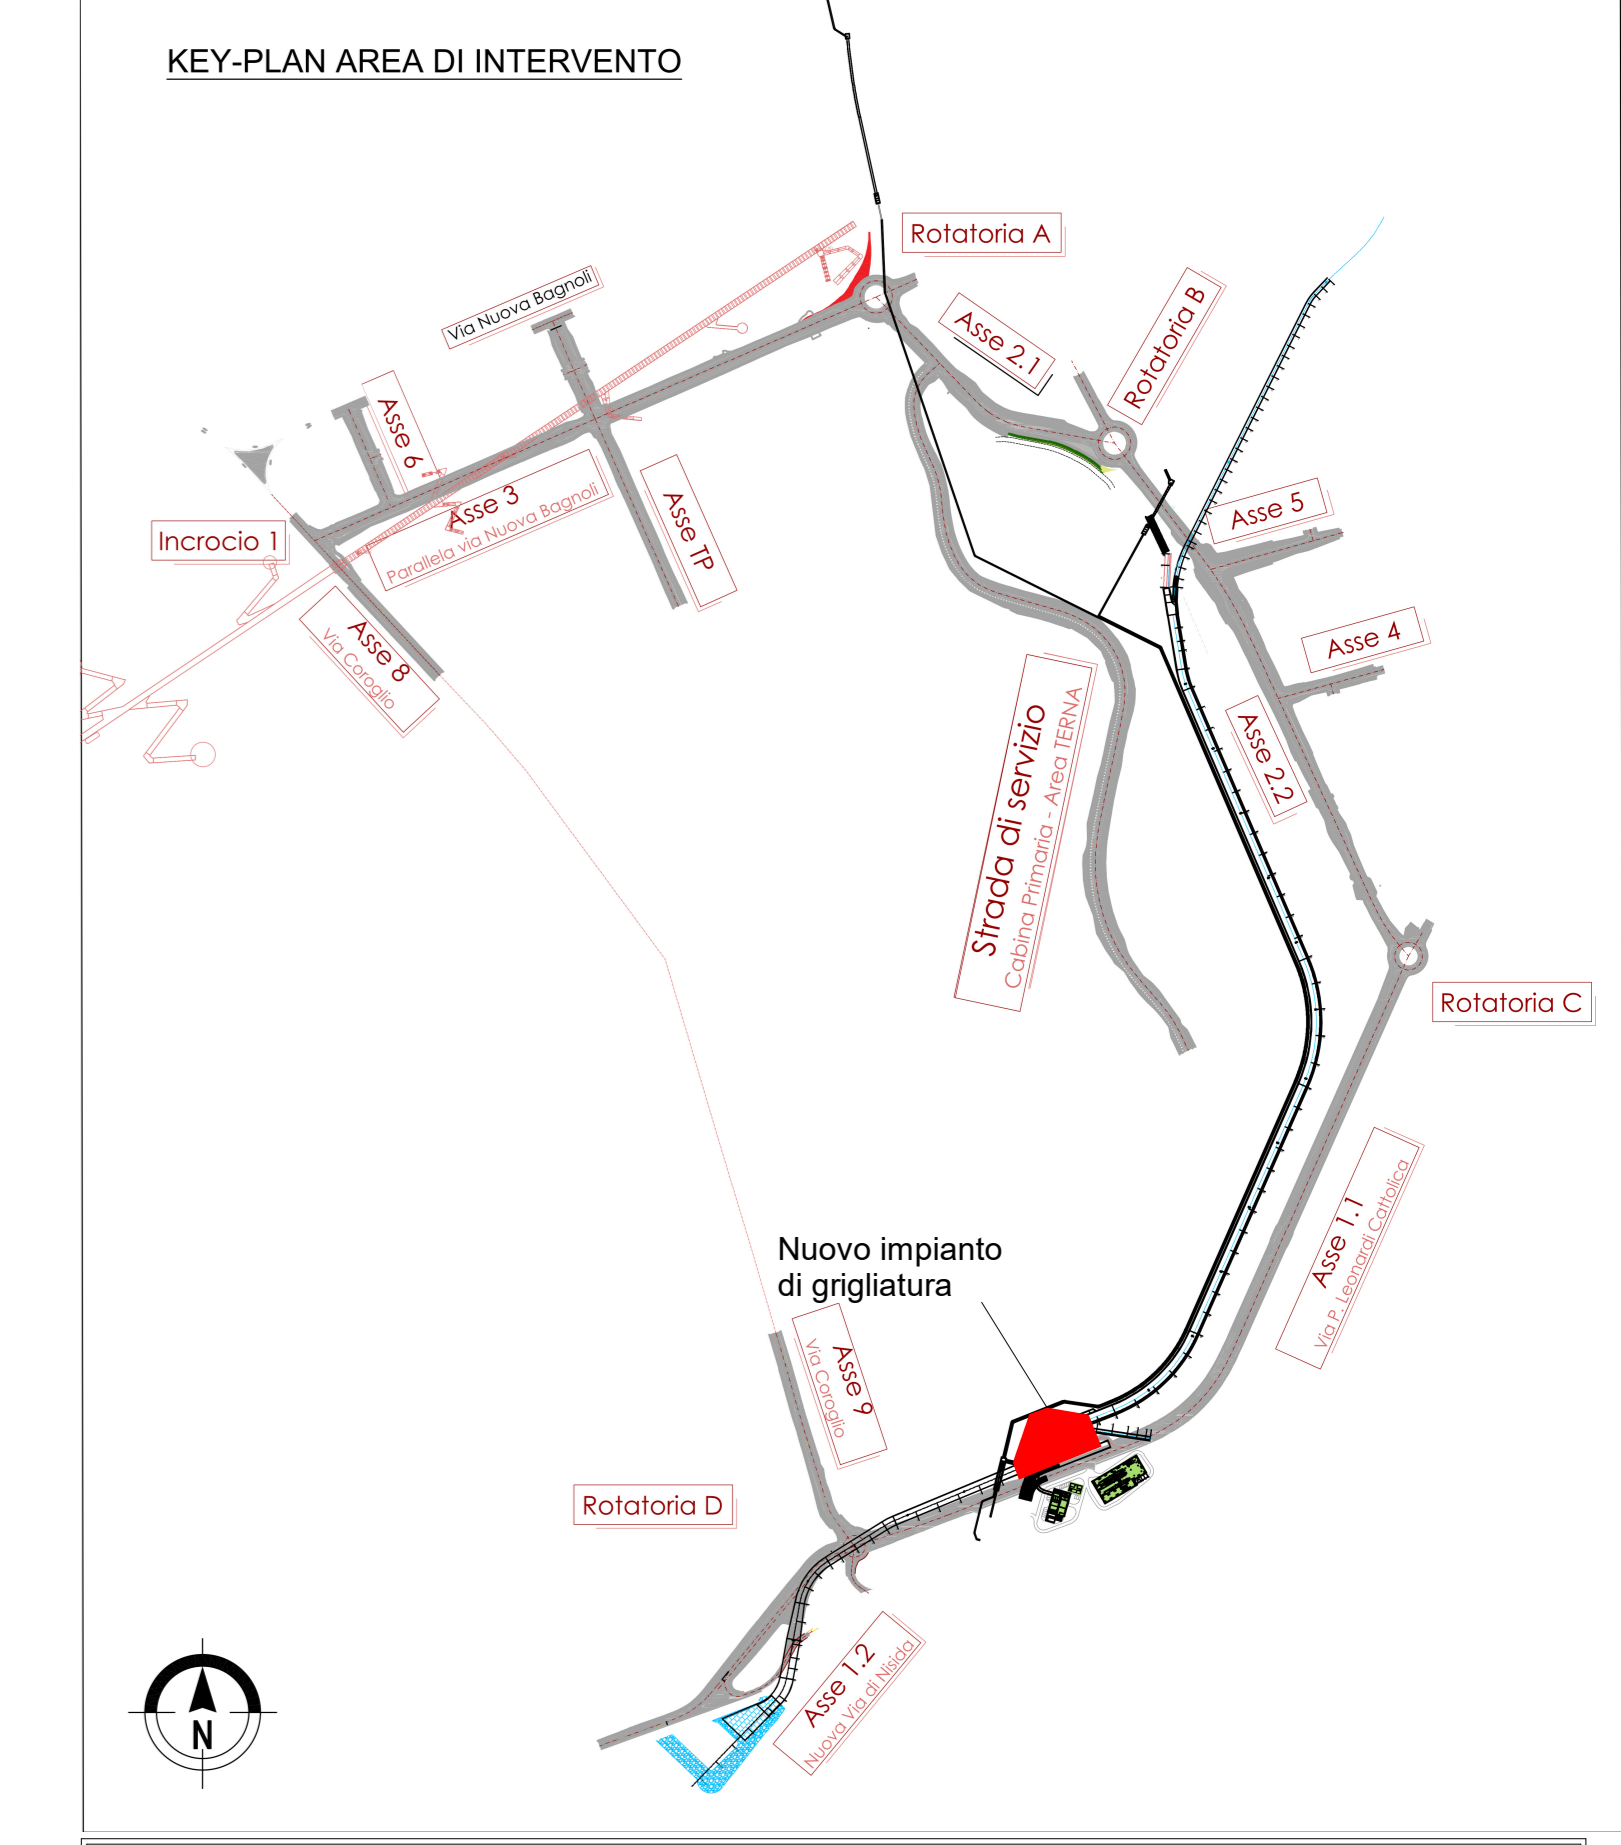 KEY-PLAN AREA DI INTERVENTO
Rotatoria A
Via Nuova Bagnoli
Asse 2.1
Rotatoria B
Asse 6
Asse 3
Parallela via Nuova Bagnoli
Asse TP
Asse 5
Incrocio 1
Asse 8
Via Coroglio
Asse 4
Strada di servizio
Cabina Primaria - Area TERNA
Asse 2.2
Rotatoria C
Asse 1.1
Via P. Leonardi Cattolica
Nuovo impianto
di grigliatura
Asse 9
Via Coroglio
Rotatoria D
Asse 1.2
Nuova Via di Nisida
N